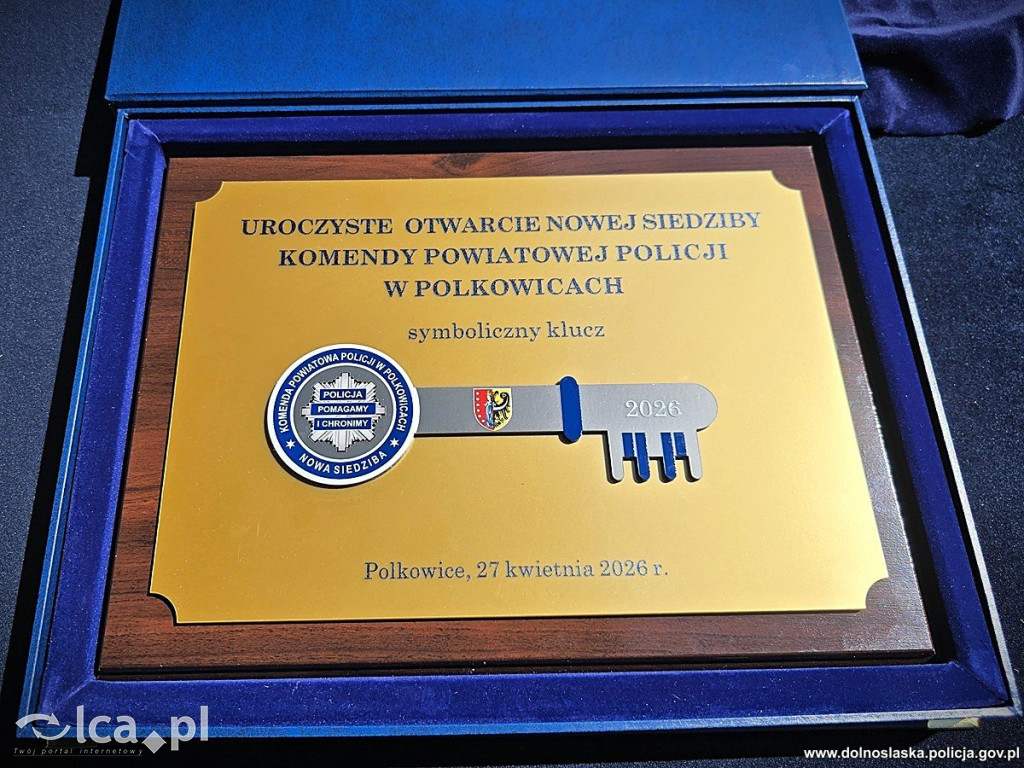 UROCZYSTE OTWARCIE NOWEJ SIEDZIBY
KOMENDY POWIATOWEJ POLICJI
W POLKOWICACH
symboliczny klucz
KOMENDA POWIATOWA POLICJI W POLKOWICACH
POLICJA
POMAGAMY
I CHRONIMY
NOWA SIEDZIBA
2026
Polkowice, 27 kwietnia 2026 r.
elca.pl
Twój portal internetowy
www.dolnoslaska.policja.gov.pl